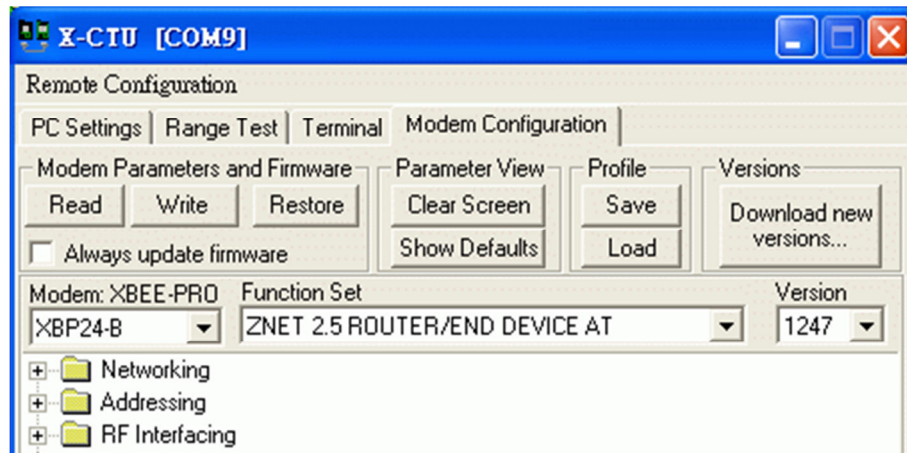 X-CTU [COM9]
Remote Configuration
PC Settings Range Test Terminal Modem Configuration
Modem Parameters and Firmware Parameter View Profile Versions
Read Write Restore Clear Screen Save Download new versions...
Always update firmware Show Defaults Load
Modem: XBEE-PRO Function Set Version
XBP24-B ZNET 2.5 ROUTER/END DEVICE AT 1247
Networking
Addressing
RF Interfacing